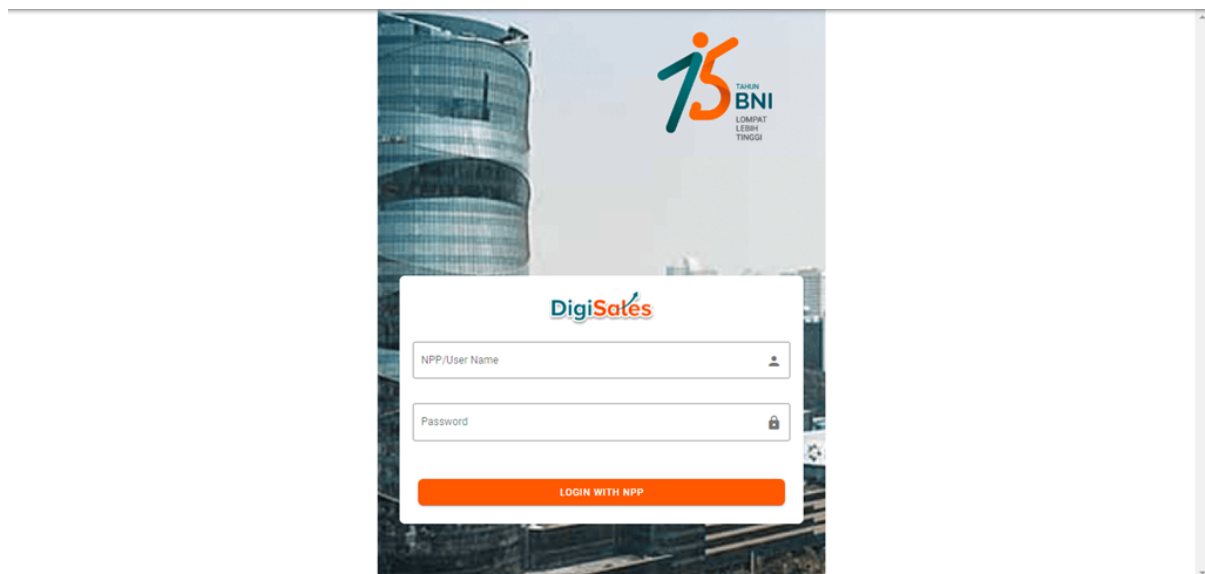 75
TAHUN
BNI
LOMPAT
LEBIH
TINGGI
DigiSales
NPP/User Name
Password
LOGIN WITH NPP